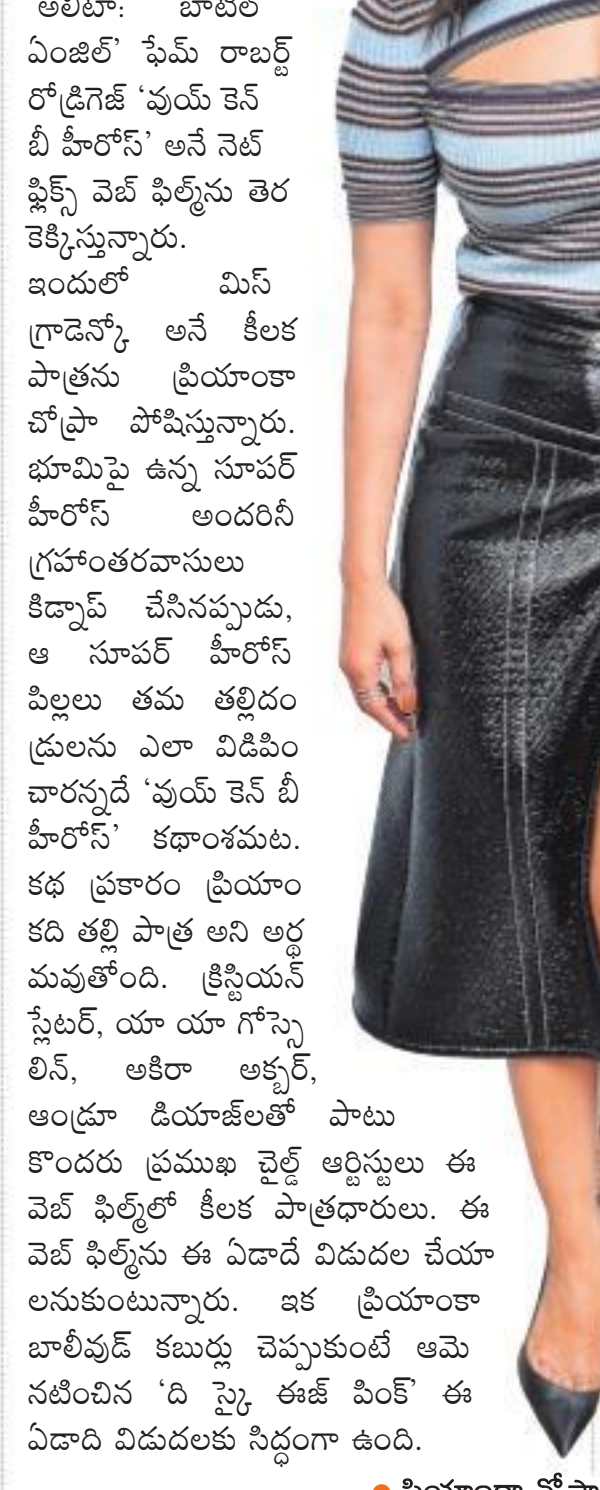 అలిటా: బాటిల్
ఏంజిల్’ ఫేమ్ రాబర్ట్
రోడ్రిగెజ్ ‘వుయ్ కెన్
బీ హీరోస్’ అనే నెట్
ఫ్లిక్స్ వెబ్ ఫిల్మ్‌ను తెర
కెక్కిస్తున్నారు.
ఇందులో మిస్
గ్రాడెన్కో అనే కీలక
పాత్రను ప్రియాంకా
చోప్రా పోషిస్తున్నారు.
భూమిపై ఉన్న సూపర్
హీరోస్ అందరినీ
గ్రహాంతరవాసులు
కిడ్నాప్ చేసినప్పుడు,
ఆ సూపర్ హీరోస్
పిల్లలు తమ తల్లిదం
డ్రులను ఎలా విడిపిం
చారన్నదే ‘వుయ్ కెన్ బీ
హీరోస్’ కథాంశమట.
కథ ప్రకారం ప్రియాం
కది తల్లి పాత్ర అని అర్థ
మవుతోంది. క్రిస్టియన్
స్లేటర్, యా యా గోస్సె
లిన్, అకిరా అక్బర్,
ఆండ్రూ డియాజ్‌లతో పాటు
కొందరు ప్రముఖ చైల్డ్ ఆర్టిస్టులు ఈ
వెబ్ ఫిల్మ్‌లో కీలక పాత్రధారులు. ఈ
వెబ్ ఫిల్మ్‌ను ఈ ఏడాదే విడుదల చేయా
లనుకుంటున్నారు. ఇక ప్రియాంకా
బాలీవుడ్ కబుర్లు చెప్పుకుంటే ఆమె
నటించిన ‘ది స్కై ఈజ్ పింక్’ ఈ
ఏడాది విడుదలకు సిద్ధంగా ఉంది.